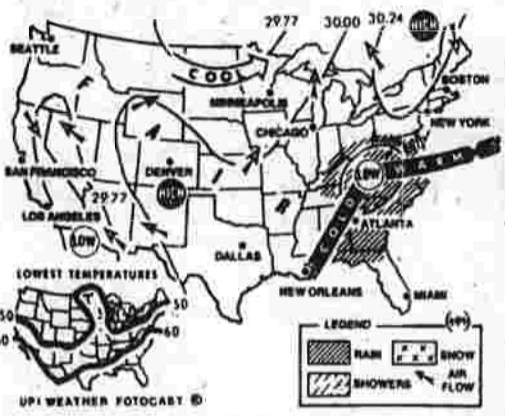 29.77
30.00
30.24
HIGH
SEATTLE
COOL
BOSTON
MINNEAPOLIS
NEW YORK
CHICAGO
F
A
I
R
SAN FRANCISCO
DENVER
HIGH
LOW
WARM
29.77
COLD
LOS ANGELES
LOW
ATLANTA
DALLAS
LOWEST TEMPERATURES
NEW ORLEANS
MIAMI
50
60
50
LEGEND
RAIN
SNOW
SHOWERS
AIR
FLOW
UPI WEATHER FOTOCAST ©